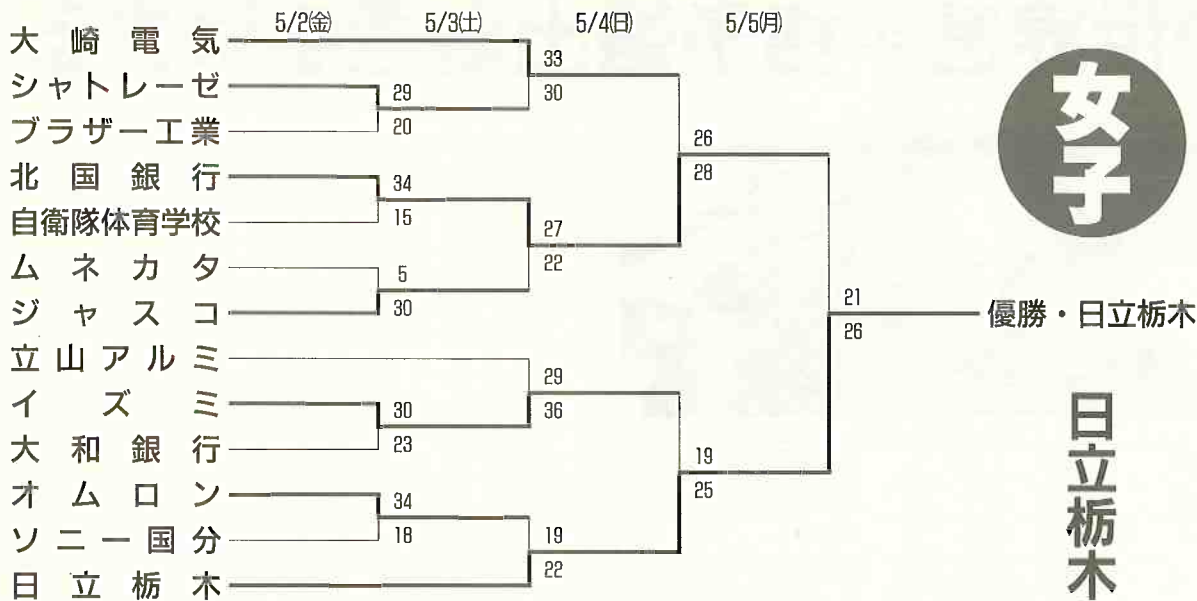 5/2(金) 5/3(土) 5/4(日) 5/5(月)
大崎電気
シャトレーゼ
ブラザー工業
北国銀行
自衛隊体育学校
ムネカタ
ジャスコ
立山アルミ
イズミ
大和銀行
オムロン
ソニー国分
日立栃木
29
20
34
15
5
30
30
23
34
18
33
30
27
22
29
36
19
22
26
28
19
25
21
26
優勝・日立栃木
女子
日立栃木